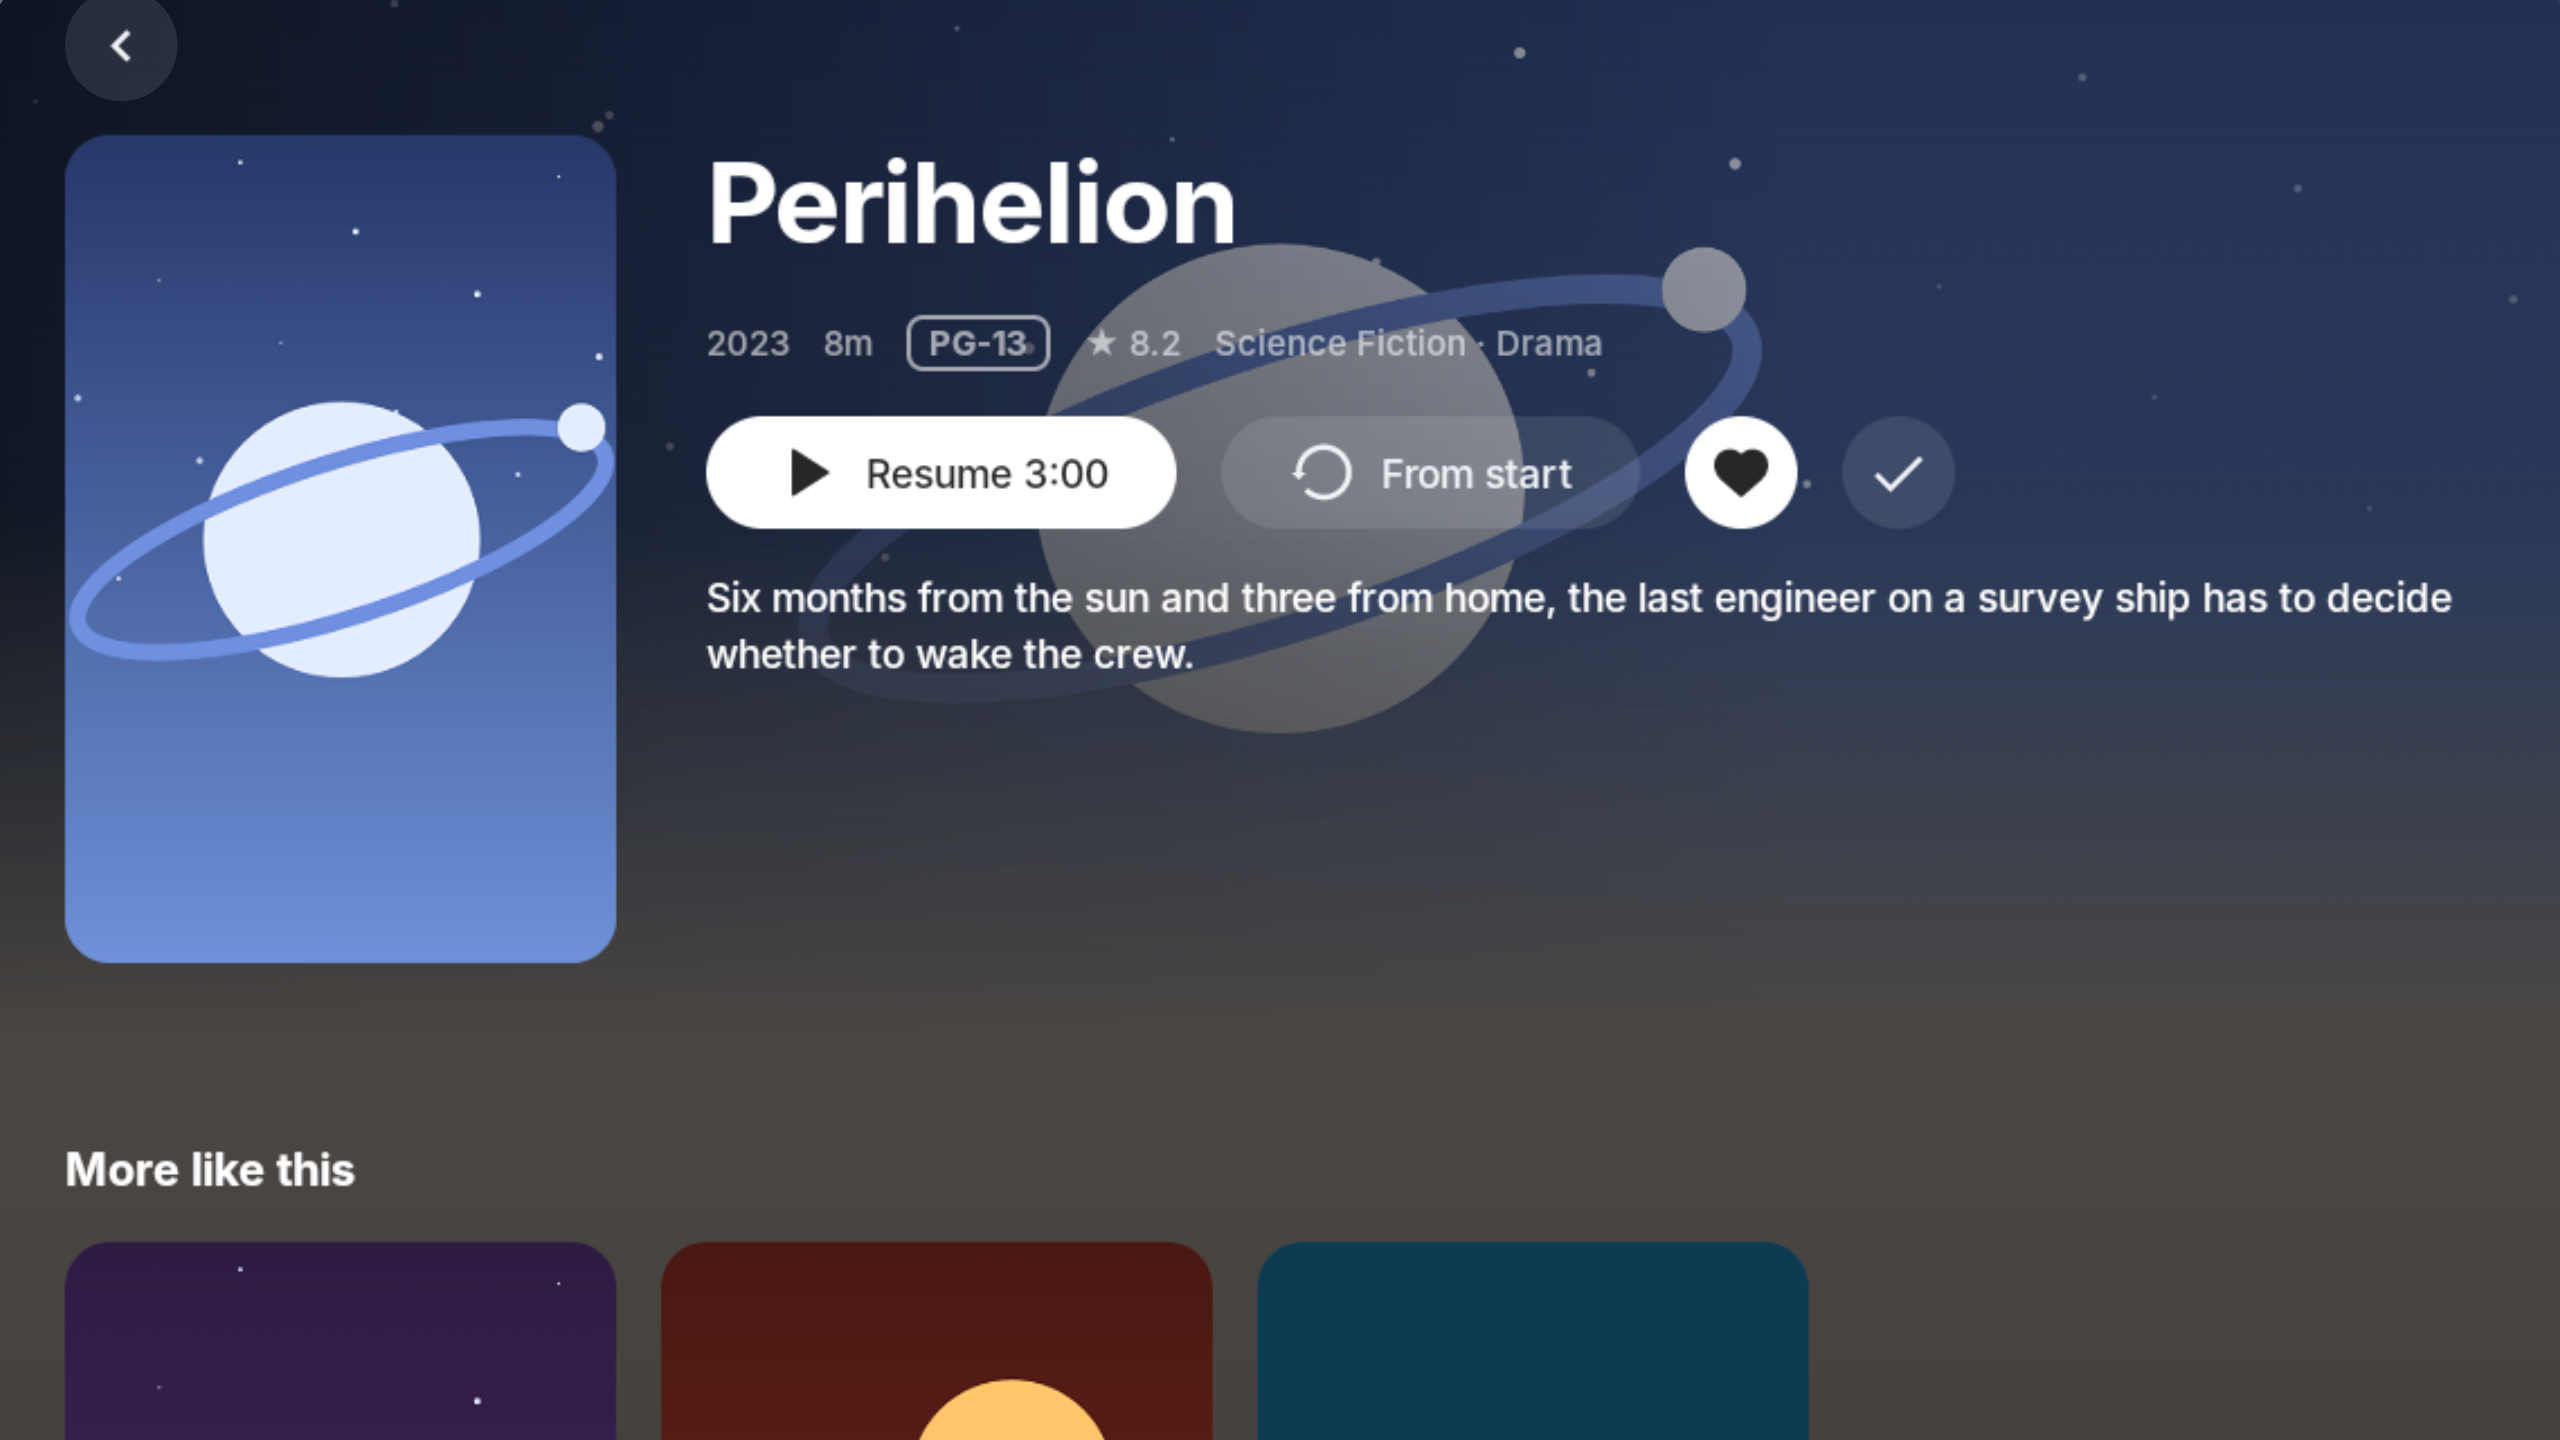 Perihelion
2023 8m PG-13 ★ 8.2 Science Fiction · Drama
Resume 3:00 From start
Six months from the sun and three from home, the last engineer on a survey ship has to decide
whether to wake the crew.
More like this